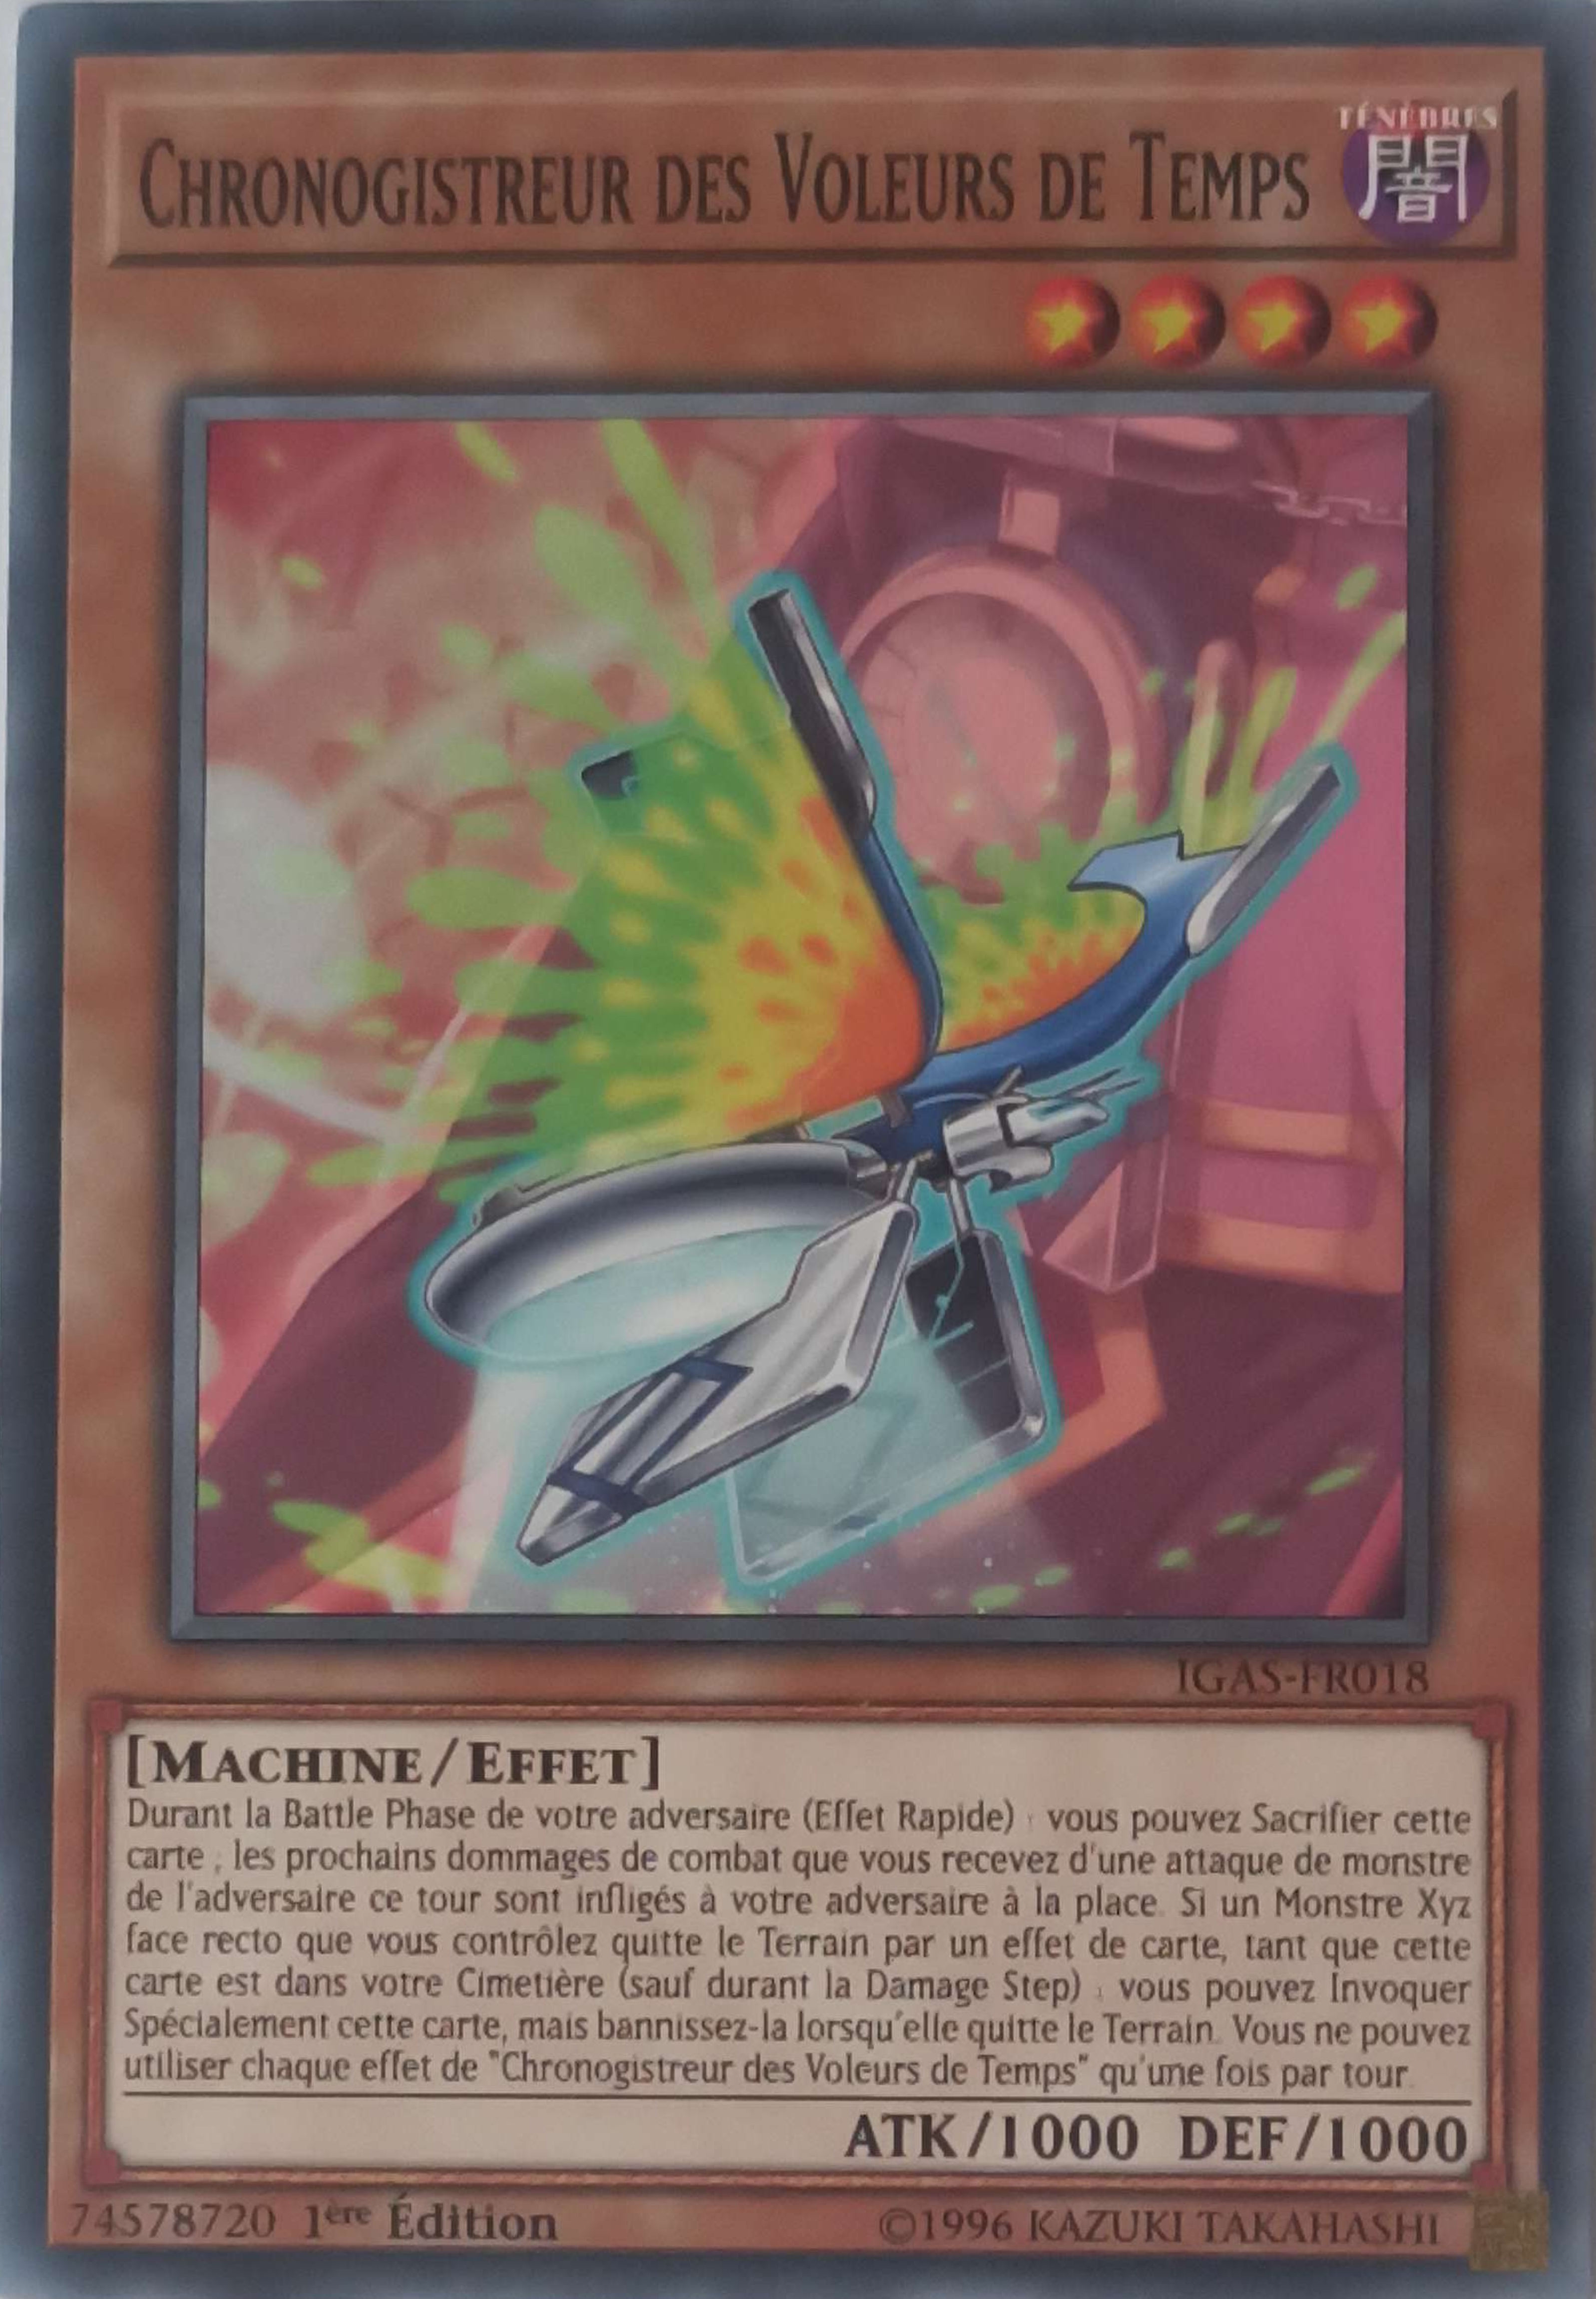 CHRONOGISTREUR DES VOLEURS DE TEMPS
TÉNÈBRES
闇
IGAS-FR018
[MACHINE/EFFET]
Durant la Battle Phase de votre adversaire (Effet Rapide) : vous pouvez Sacrifier cette
carte ; les prochains dommages de combat que vous recevez d'une attaque de monstre
de l'adversaire ce tour sont infligés à votre adversaire à la place. Si un Monstre Xyz
face recto que vous contrôlez quitte le Terrain par un effet de carte, tant que cette
carte est dans votre Cimetière (sauf durant la Damage Step) : vous pouvez Invoquer
Spécialement cette carte, mais bannissez-la lorsqu'elle quitte le Terrain. Vous ne pouvez
utiliser chaque effet de "Chronogistreur des Voleurs de Temps" qu'une fois par tour.
ATK/1000 DEF/1000
74578720 1ère Édition
©1996 KAZUKI TAKAHASHI